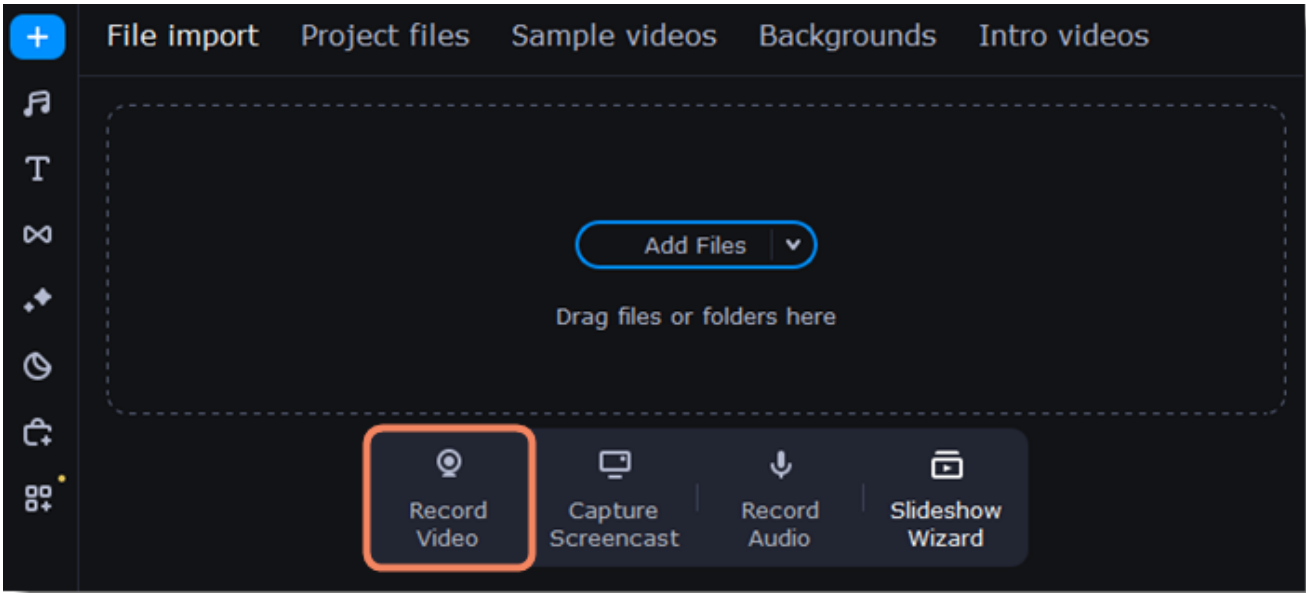 File import Project files Sample videos Backgrounds Intro videos
Add Files
Drag files or folders here
Record Video
Capture Screencast
Record Audio
Slideshow Wizard